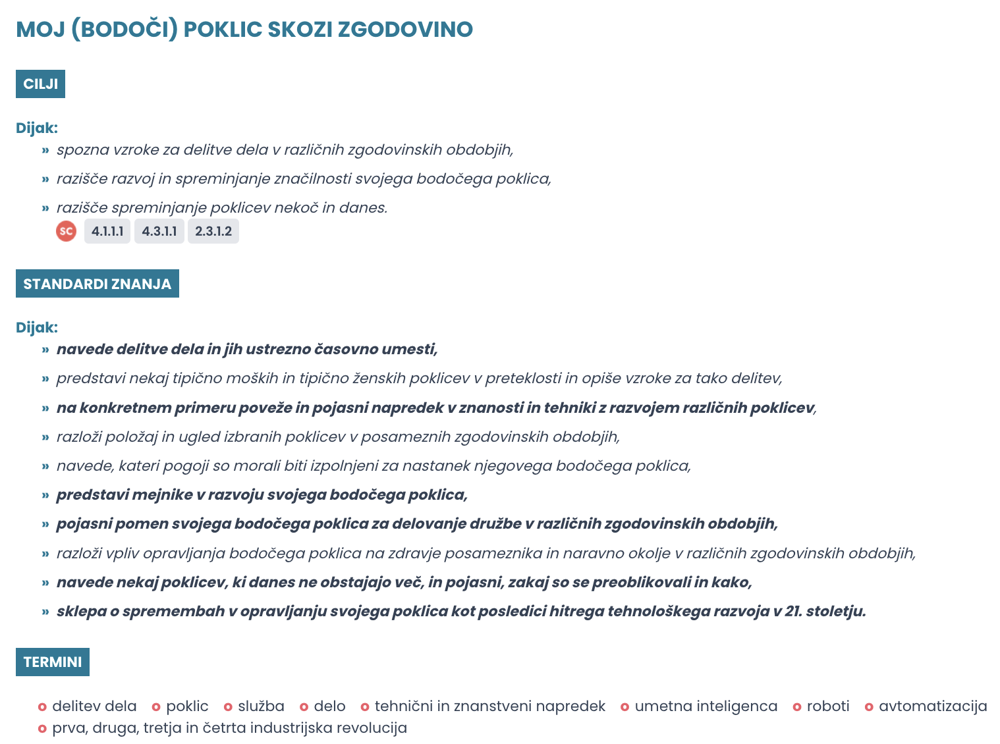 MOJ (BODOČI) POKLIC SKOZI ZGODOVINO
CILJI
Dijak:
» spozna vzroke za delitve dela v različnih zgodovinskih obdobjih,
» razišče razvoj in spreminjanje značilnosti svojega bodočega poklica,
» razišče spreminjanje poklicev nekoč in danes.
SC 4.1.1.1 4.3.1.1 2.3.1.2
STANDARDI ZNANJA
Dijak:
» navede delitve dela in jih ustrezno časovno umesti,
» predstavi nekaj tipično moških in tipično ženskih poklicev v preteklosti in opiše vzroke za tako delitev,
» na konkretnem primeru poveže in pojasni napredek v znanosti in tehniki z razvojem različnih poklicev,
» razloži položaj in ugled izbranih poklicev v posameznih zgodovinskih obdobjih,
» navede, kateri pogoji so morali biti izpolnjeni za nastanek njegovega bodočega poklica,
» predstavi mejnike v razvoju svojega bodočega poklica,
» pojasni pomen svojega bodočega poklica za delovanje družbe v različnih zgodovinskih obdobjih,
» razloži vpliv opravljanja bodočega poklica na zdravje posameznika in naravno okolje v različnih zgodovinskih obdobjih,
» navede nekaj poklicev, ki danes ne obstajajo več, in pojasni, zakaj so se preoblikovali in kako,
» sklepa o spremembah v opravljanju svojega poklica kot posledici hitrega tehnološkega razvoja v 21. stoletju.
TERMINI
delitev dela poklic služba delo tehnični in znanstveni napredek umetna inteligenca roboti avtomatizacija
prva, druga, tretja in četrta industrijska revolucija